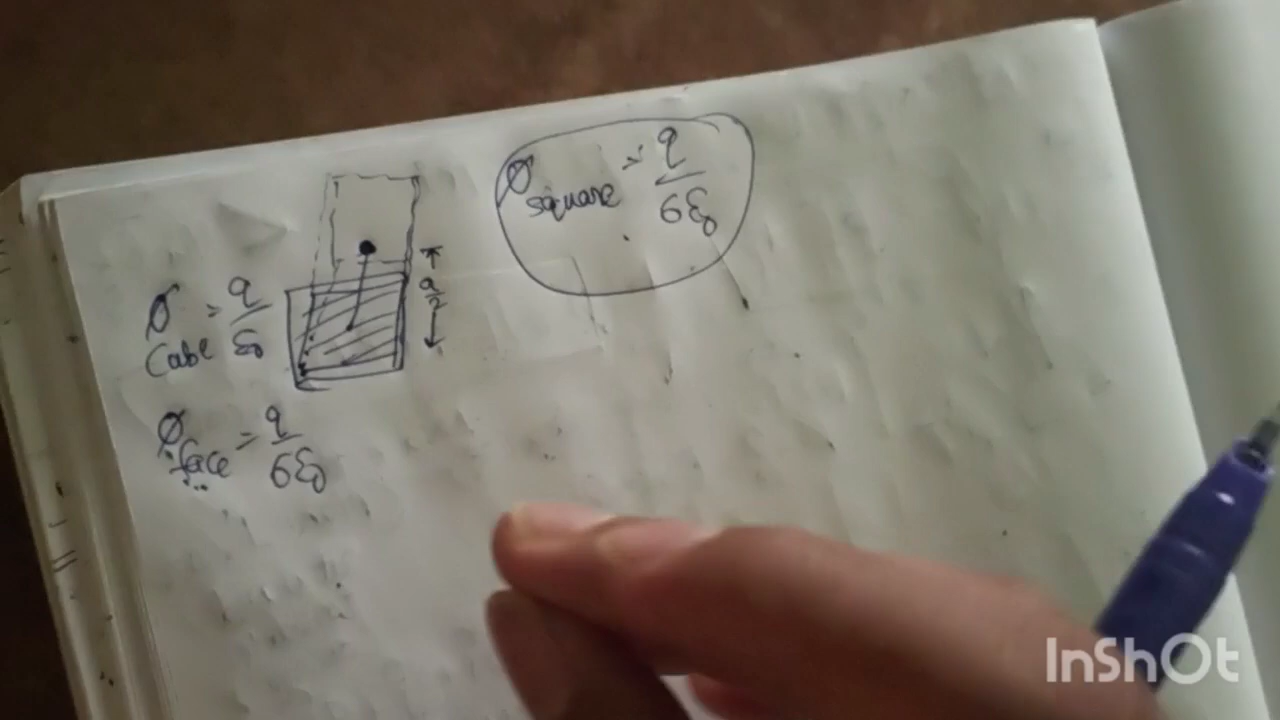 Ø square = q/6ε₀
a/2
Ø cube = q/ε₀
Ø face = q/6ε₀
InShOt